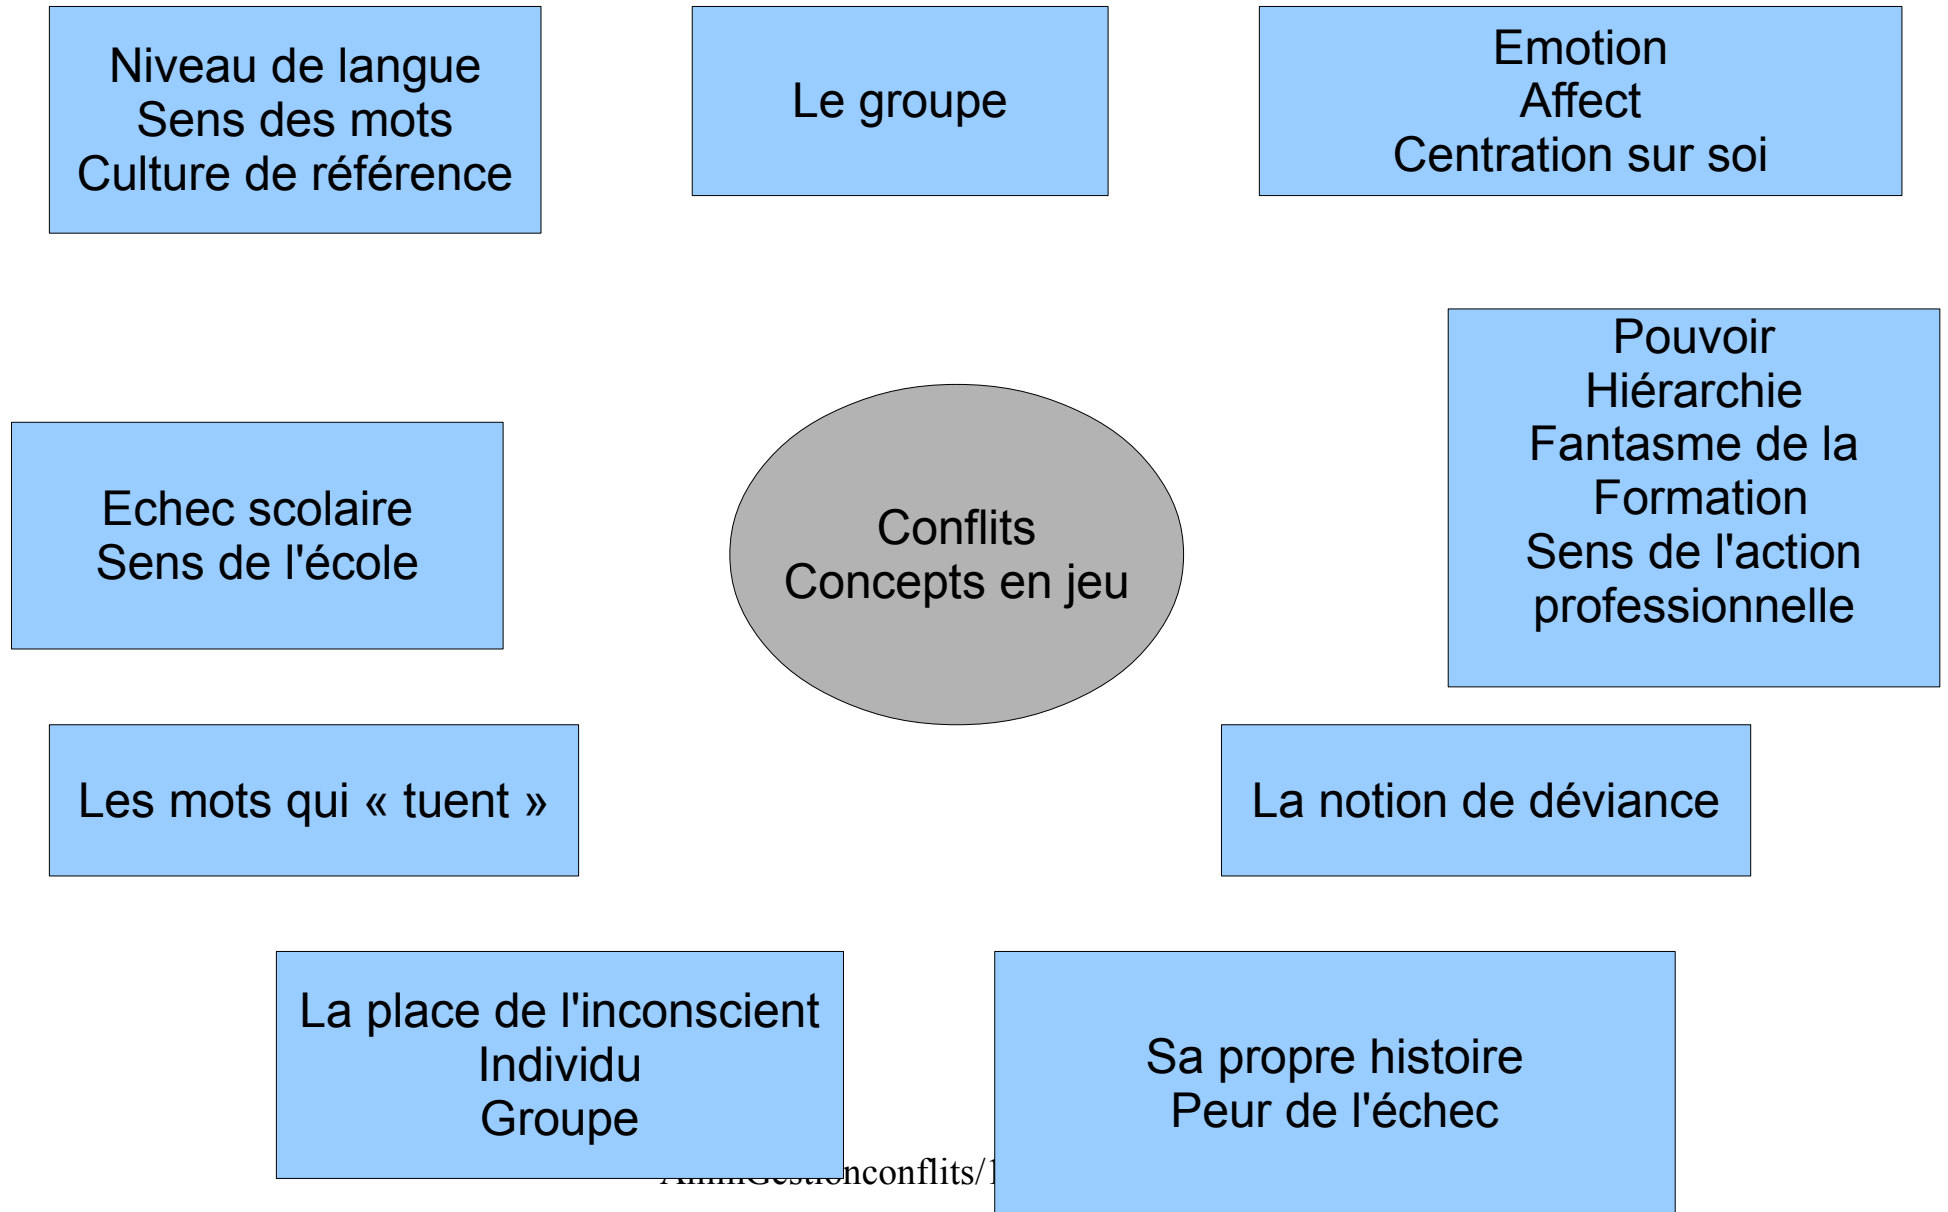 Niveau de langue
Sens des mots
Culture de référence
Le groupe
Emotion
Affect
Centration sur soi
Pouvoir
Hiérarchie
Fantasme de la
Formation
Sens de l'action
professionnelle
Echec scolaire
Sens de l'école
Conflits
Concepts en jeu
Les mots qui « tuent »
La notion de déviance
La place de l'inconscient
Individu
Groupe
Sa propre histoire
Peur de l'échec